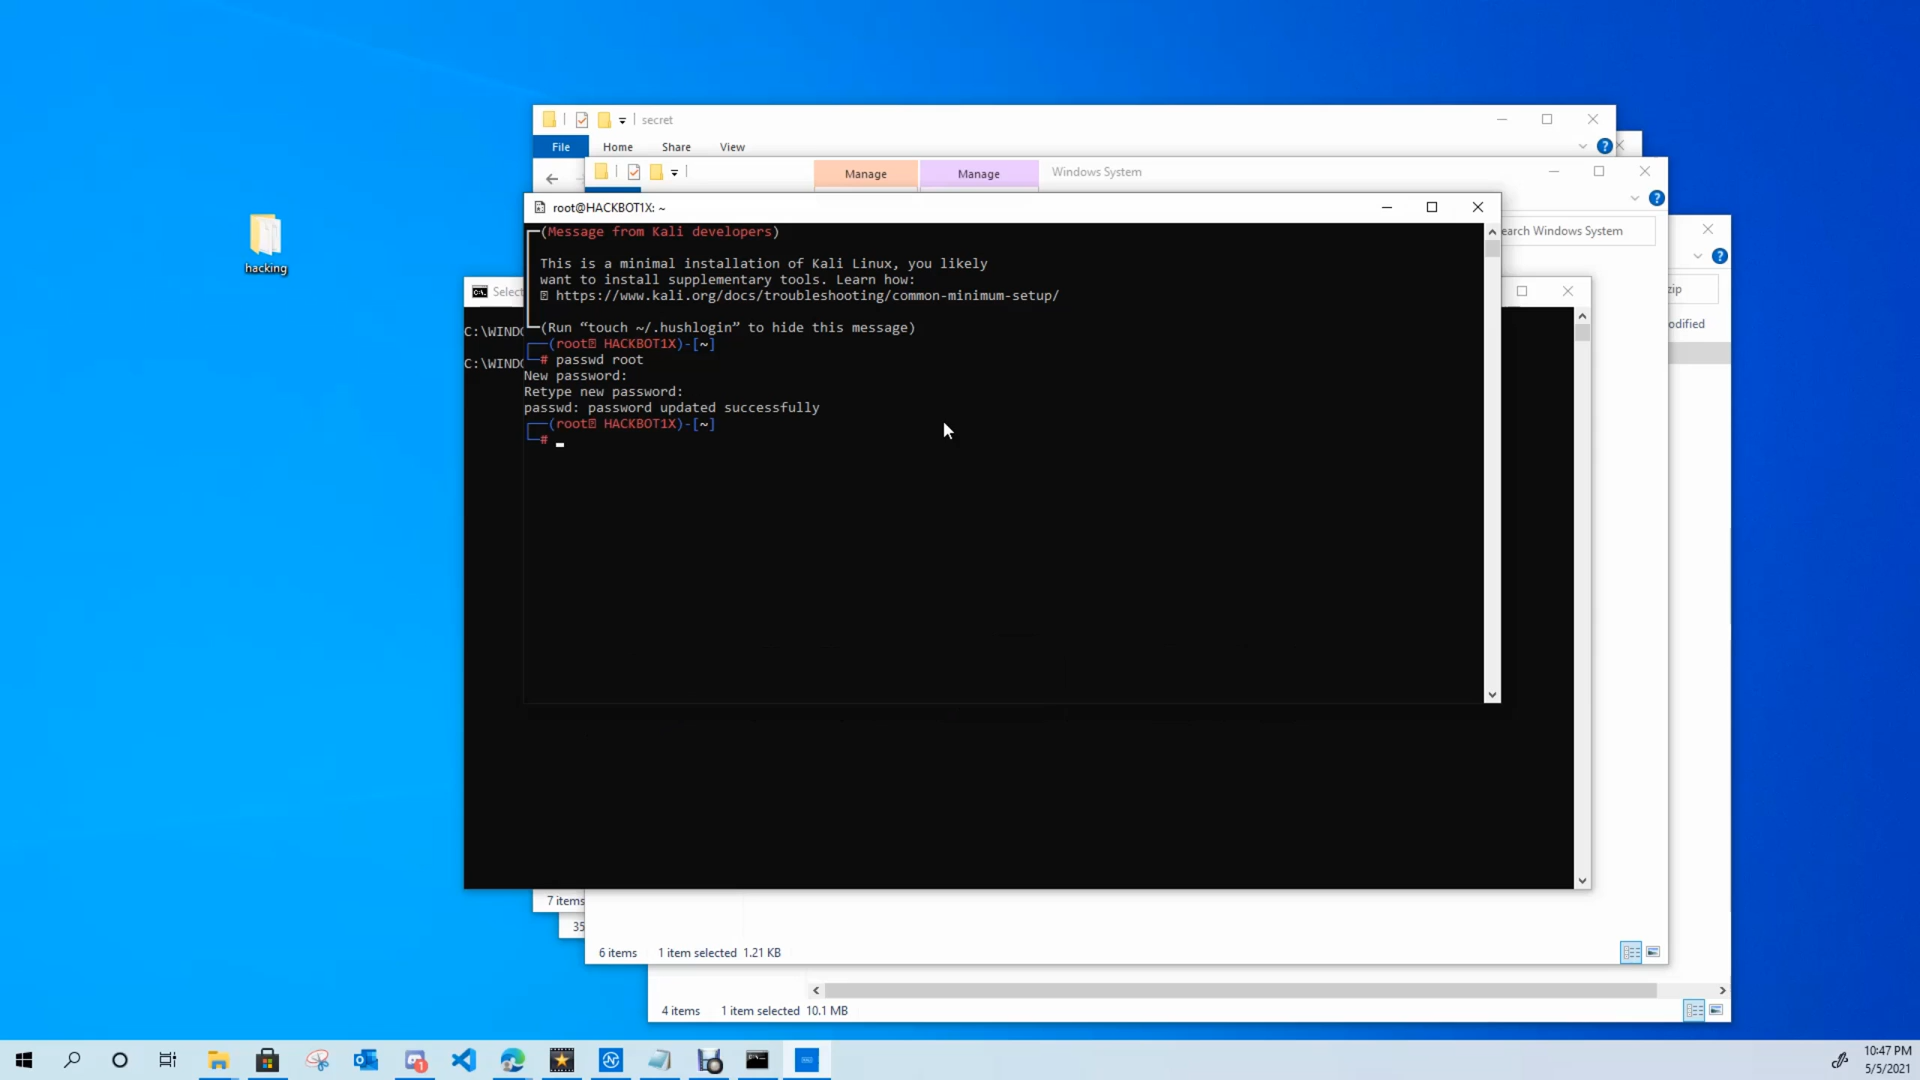 secret
File Home Share View
Manage Manage Windows System
root@HACKBOT1X: ~
earch Windows System
hacking
Select
zip
odified
C:\WIND
C:\WIND
(Message from Kali developers)
This is a minimal installation of Kali Linux, you likely
want to install supplementary tools. Learn how:
https://www.kali.org/docs/troubleshooting/common-minimum-setup/
(Run “touch ~/.hushlogin” to hide this message)
(root HACKBOT1X)-[~]
# passwd root
New password:
Retype new password:
passwd: password updated successfully
(root HACKBOT1X)-[~]
#
7 items
35
6 items 1 item selected 1.21 KB
4 items 1 item selected 10.1 MB
10:47 PM
5/5/2021